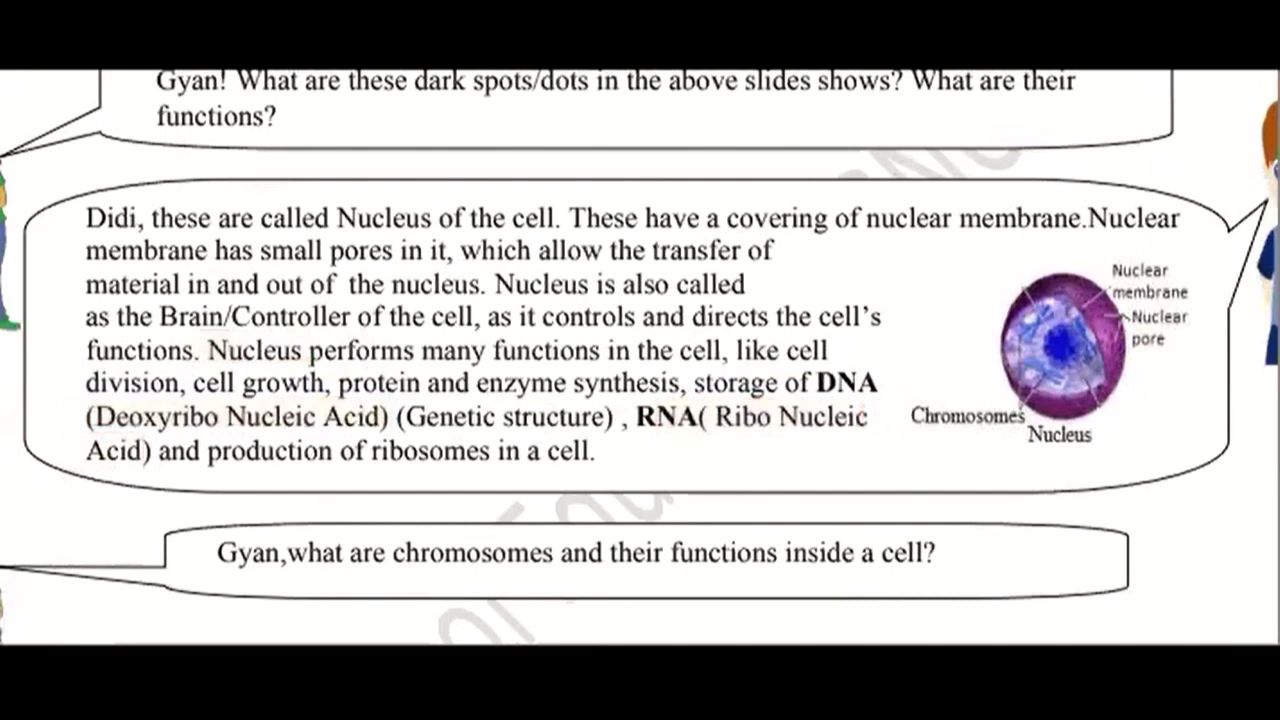 Gyan! What are these dark spots/dots in the above slides shows? What are their
functions?
Didi, these are called Nucleus of the cell. These have a covering of nuclear membrane.Nuclear
membrane has small pores in it, which allow the transfer of
material in and out of the nucleus. Nucleus is also called
as the Brain/Controller of the cell, as it controls and directs the cell's
functions. Nucleus performs many functions in the cell, like cell
division, cell growth, protein and enzyme synthesis, storage of DNA
(Deoxyribo Nucleic Acid) (Genetic structure) , RNA( Ribo Nucleic
Acid) and production of ribosomes in a cell.
Nuclear
membrane
Nuclear
pore
Chromosomes
Nucleus
Gyan,what are chromosomes and their functions inside a cell?